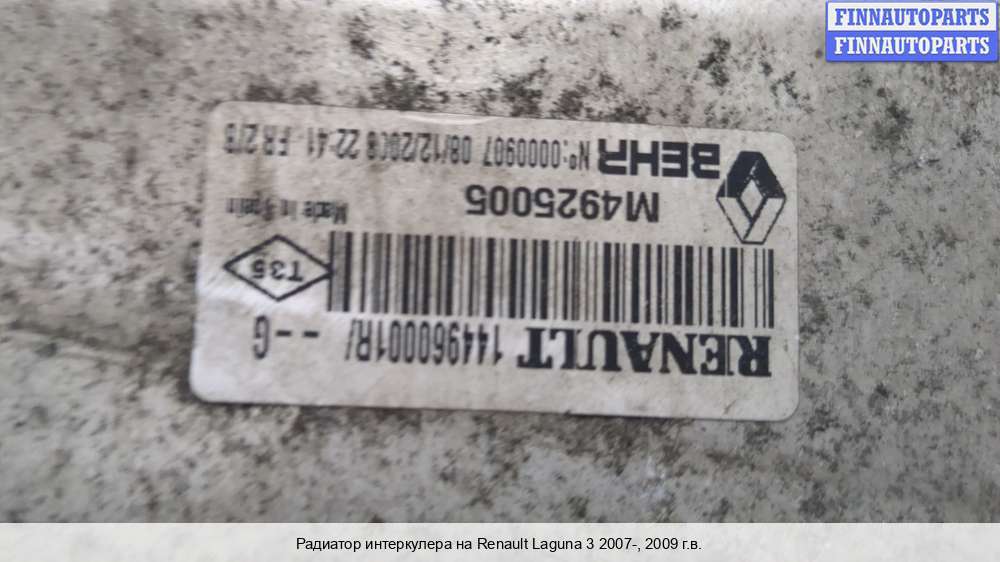 FINNAUTOPARTS
FINNAUTOPARTS
RENAULT 144960001R/ --G
T35
M4925005 Made in Spain
BEHR Nº:0000907 08/12/2008 22:41 FR 2/3
Радиатор интеркулера на Renault Laguna 3 2007-, 2009 г.в.